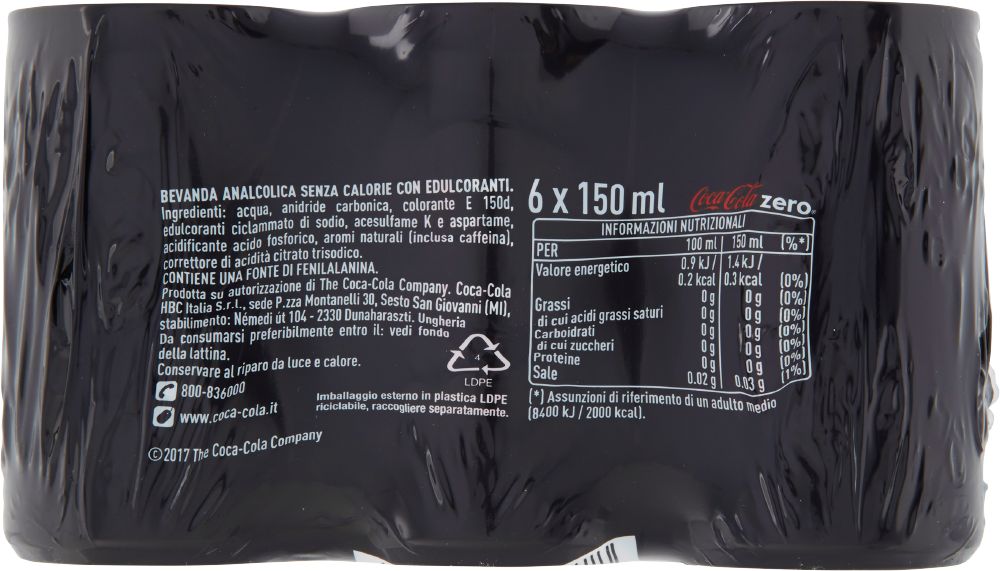 BEVANDA ANALCOLICA SENZA CALORIE CON EDULCORANTI.
Ingredienti: acqua, anidride carbonica, colorante E 150d,
edulcoranti ciclammato di sodio, acesulfame K e aspartame,
acidificante acido fosforico, aromi naturali (inclusa caffeina),
correttore di acidità citrato trisodico.
CONTIENE UNA FONTE DI FENILALANINA.
Prodotta su autorizzazione di The Coca-Cola Company. Coca-Cola
HBC Italia S.r.l., sede P.zza Montanelli 30, Sesto San Giovanni (MI),
stabilimento: Némedi út 104 - 2330 Dunaharaszti. Ungheria
Da consumarsi preferibilmente entro il: vedi fondo
della lattina.
Conservare al riparo da luce e calore.
800-836000
www.coca-cola.it
4
LDPE
Imballaggio esterno in plastica LDPE
riciclabile, raccogliere separatamente.
©2017 The Coca-Cola Company
6 x 150 ml Coca-Cola zero®
INFORMAZIONI NUTRIZIONALI
PER 100 ml 150 ml (%*)
Valore energetico 0.9 kJ / 1.4 kJ /
0.2 kcal 0.3 kcal (0%)
Grassi 0 g 0 g (0%)
di cui acidi grassi saturi 0 g 0 g (0%)
Carboidrati 0 g 0 g (0%)
di cui zuccheri 0 g 0 g (0%)
Proteine 0 g 0 g (0%)
Sale 0.02 g 0.03 g (1%)
(*) Assunzioni di riferimento di un adulto medio
(8400 kJ / 2000 kcal).